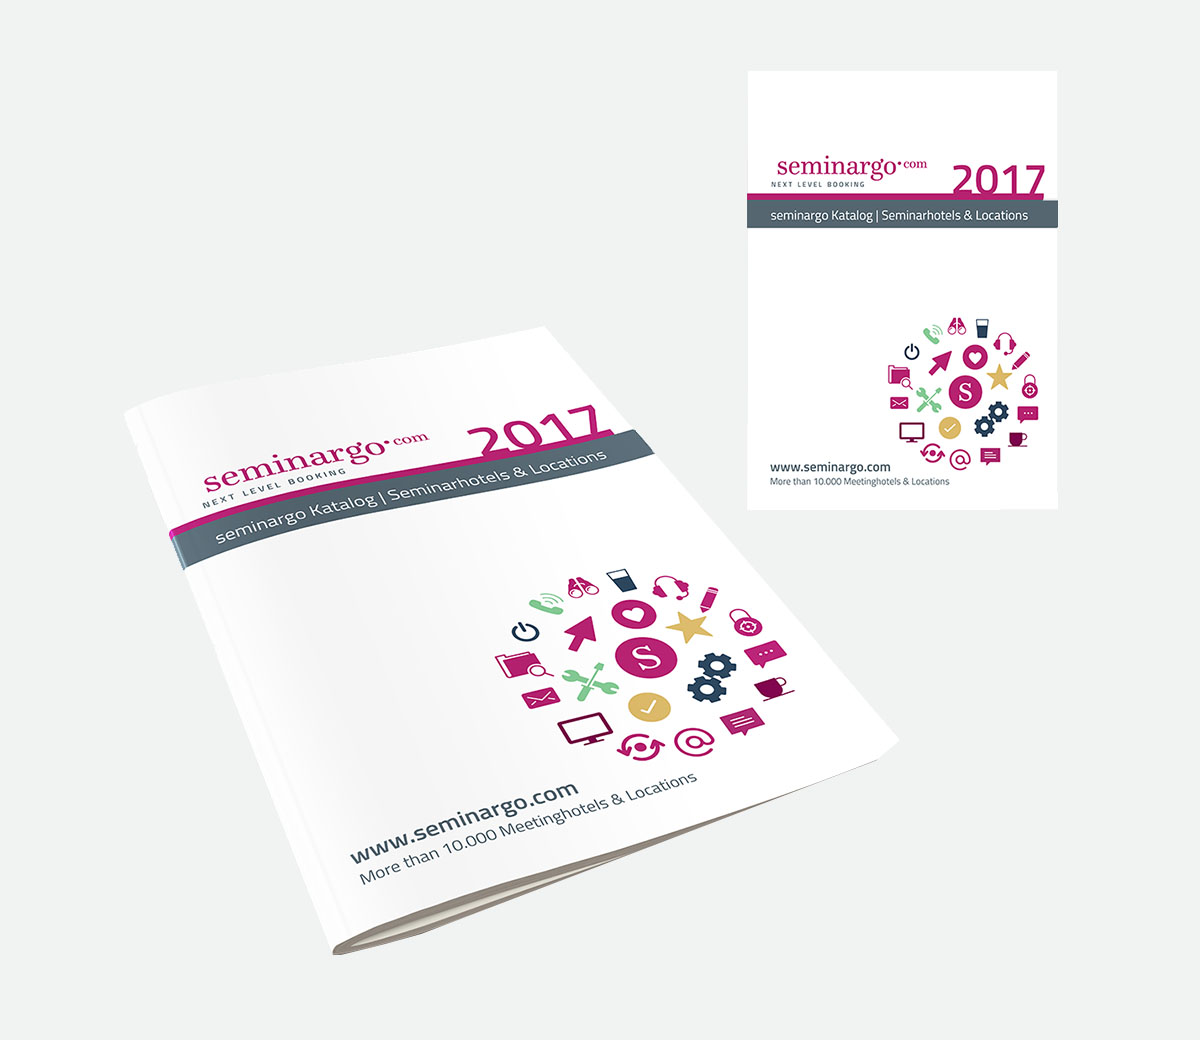 seminargo.com
NEXT LEVEL BOOKING
2017
seminargo Katalog | Seminarhotels & Locations
S
www.seminargo.com
More than 10.000 Meetinghotels & Locations
seminargo.com
NEXT LEVEL BOOKING
2017
seminargo Katalog | Seminarhotels & Locations
S
@
www.seminargo.com
More than 10.000 Meetinghotels & Locations
@